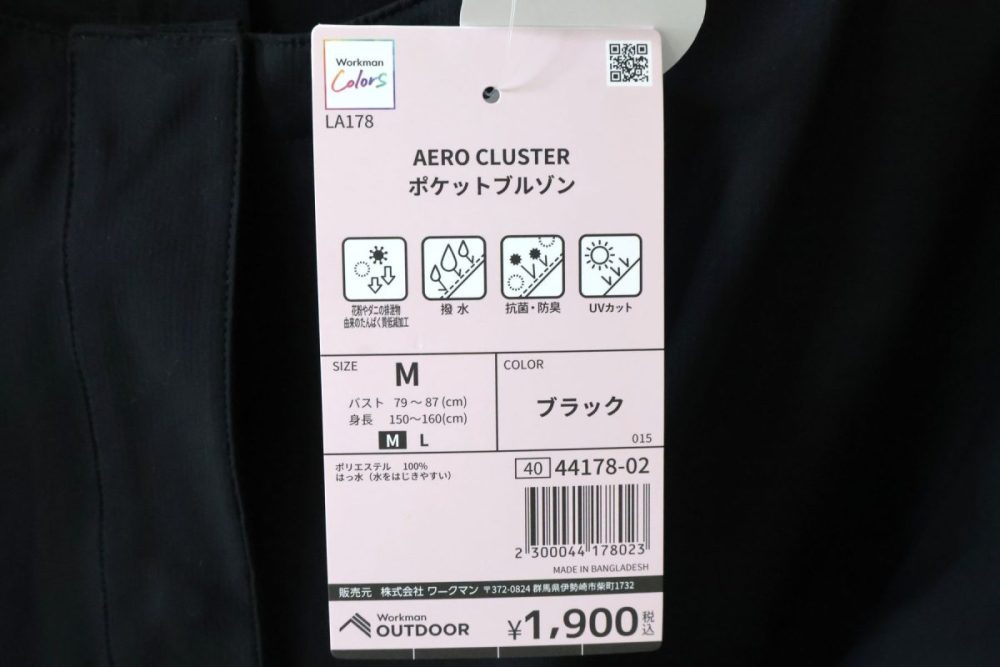 Workman
Colors
LA178
AERO CLUSTER
ポケットブルゾン
花粉やダニの排泄物
由来のたんぱく質低減加工
撥水
抗菌・防臭
UVカット
SIZE
M
バスト 79～87(cm)
身長 150～160(cm)
M L
COLOR
ブラック
015
ポリエステル 100%
はっ水（水をはじきやすい）
40 44178-02
2 300044 178023
MADE IN BANGLADESH
販売元 株式会社 ワークマン 〒372-0824 群馬県伊勢崎市柴町1732
Workman
OUTDOOR
¥1,900税込